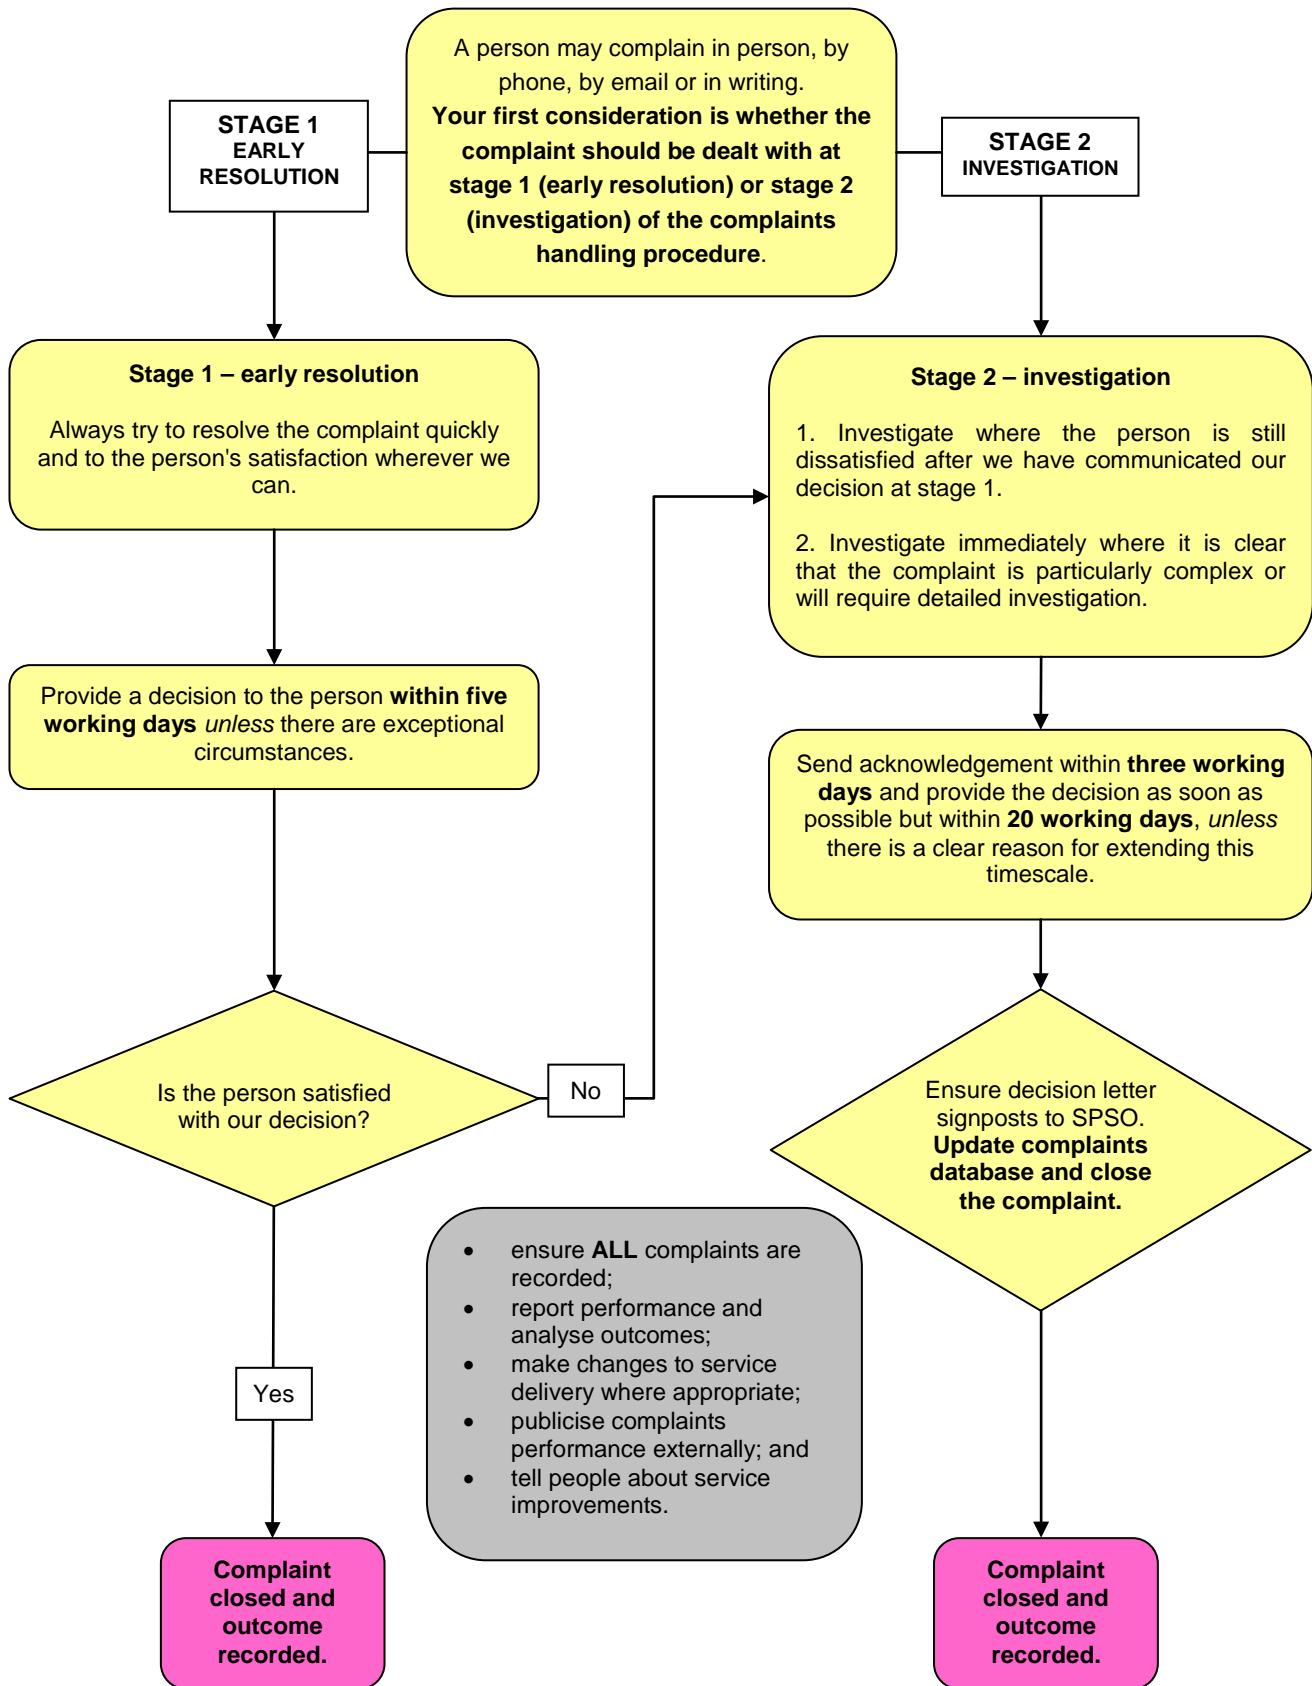 A person may complain in person, by
phone, by email or in writing.
Your first consideration is whether the
complaint should be dealt with at
stage 1 (early resolution) or stage 2
(investigation) of the complaints
handling procedure.
STAGE 1
EARLY
RESOLUTION
STAGE 2
INVESTIGATION
Stage 1 – early resolution
Always try to resolve the complaint quickly
and to the person's satisfaction wherever we
can.
Stage 2 – investigation
1. Investigate where the person is still
dissatisfied after we have communicated our
decision at stage 1.
2. Investigate immediately where it is clear
that the complaint is particularly complex or
will require detailed investigation.
Provide a decision to the person within five
working days unless there are exceptional
circumstances.
Send acknowledgement within three working
days and provide the decision as soon as
possible but within 20 working days, unless
there is a clear reason for extending this
timescale.
Is the person satisfied
with our decision?
No
Ensure decision letter
signposts to SPSO.
Update complaints
database and close
the complaint.
• ensure ALL complaints are
recorded;
• report performance and
analyse outcomes;
• make changes to service
delivery where appropriate;
• publicise complaints
performance externally; and
• tell people about service
improvements.
Yes
Complaint
closed and
outcome
recorded.
Complaint
closed and
outcome
recorded.